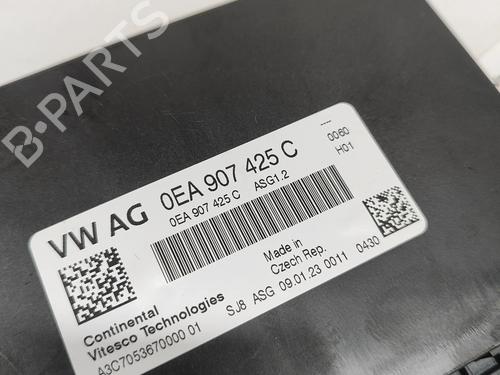 B-PARTS
VW AG 0EA 907 425 C
0EA 907 425 C ASG1.2
---
0060
H01
Continental
Vitesco Technologies
A3C7053670000 01
Made in
Czech Rep.
SJ8 ASG 09.01.23 0011 0430